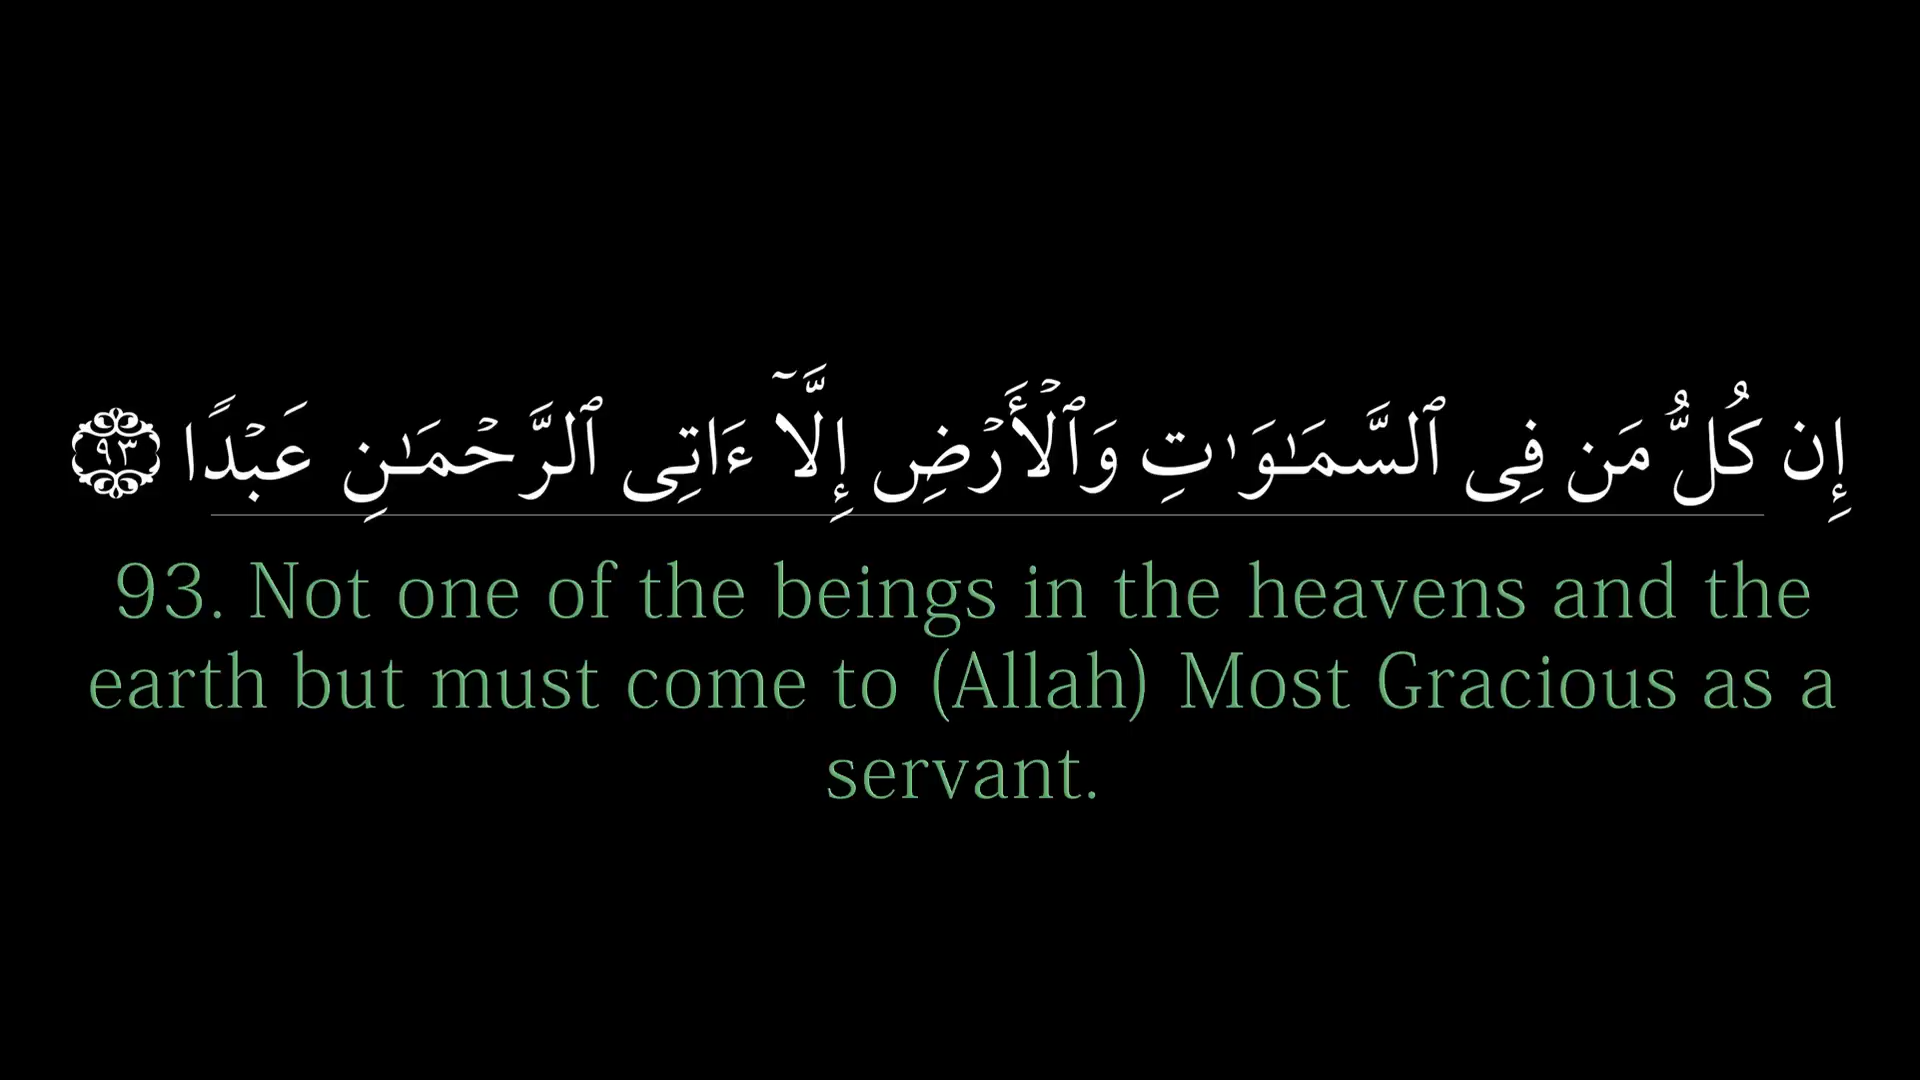 إِن كُلُّ مَن فِى ٱلسَّمَـٰوَٰتِ وَٱلْأَرْضِ إِلَّآ ءَاتِى ٱلرَّحْمَـٰنِ عَبْدًا ٩٣
93. Not one of the beings in the heavens and the
earth but must come to (Allah) Most Gracious as a
servant.